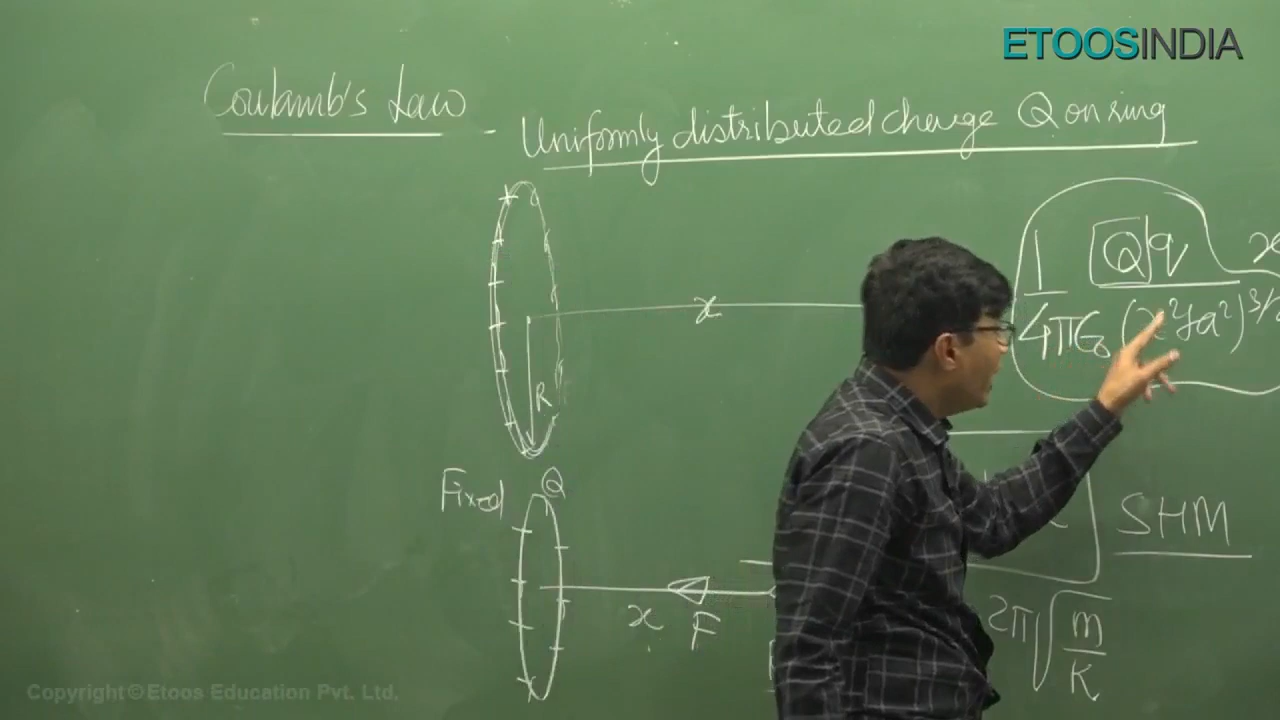 ETOOSINDIA
Coulamb's Law - Uniformly distributed charge Q on ring
1 Qq x
4πε₀ (x²+a²)^3/2
x
R
Fixed Q
SHM
x F
2π√m/K
Copyright © Etoos Education Pvt. Ltd.